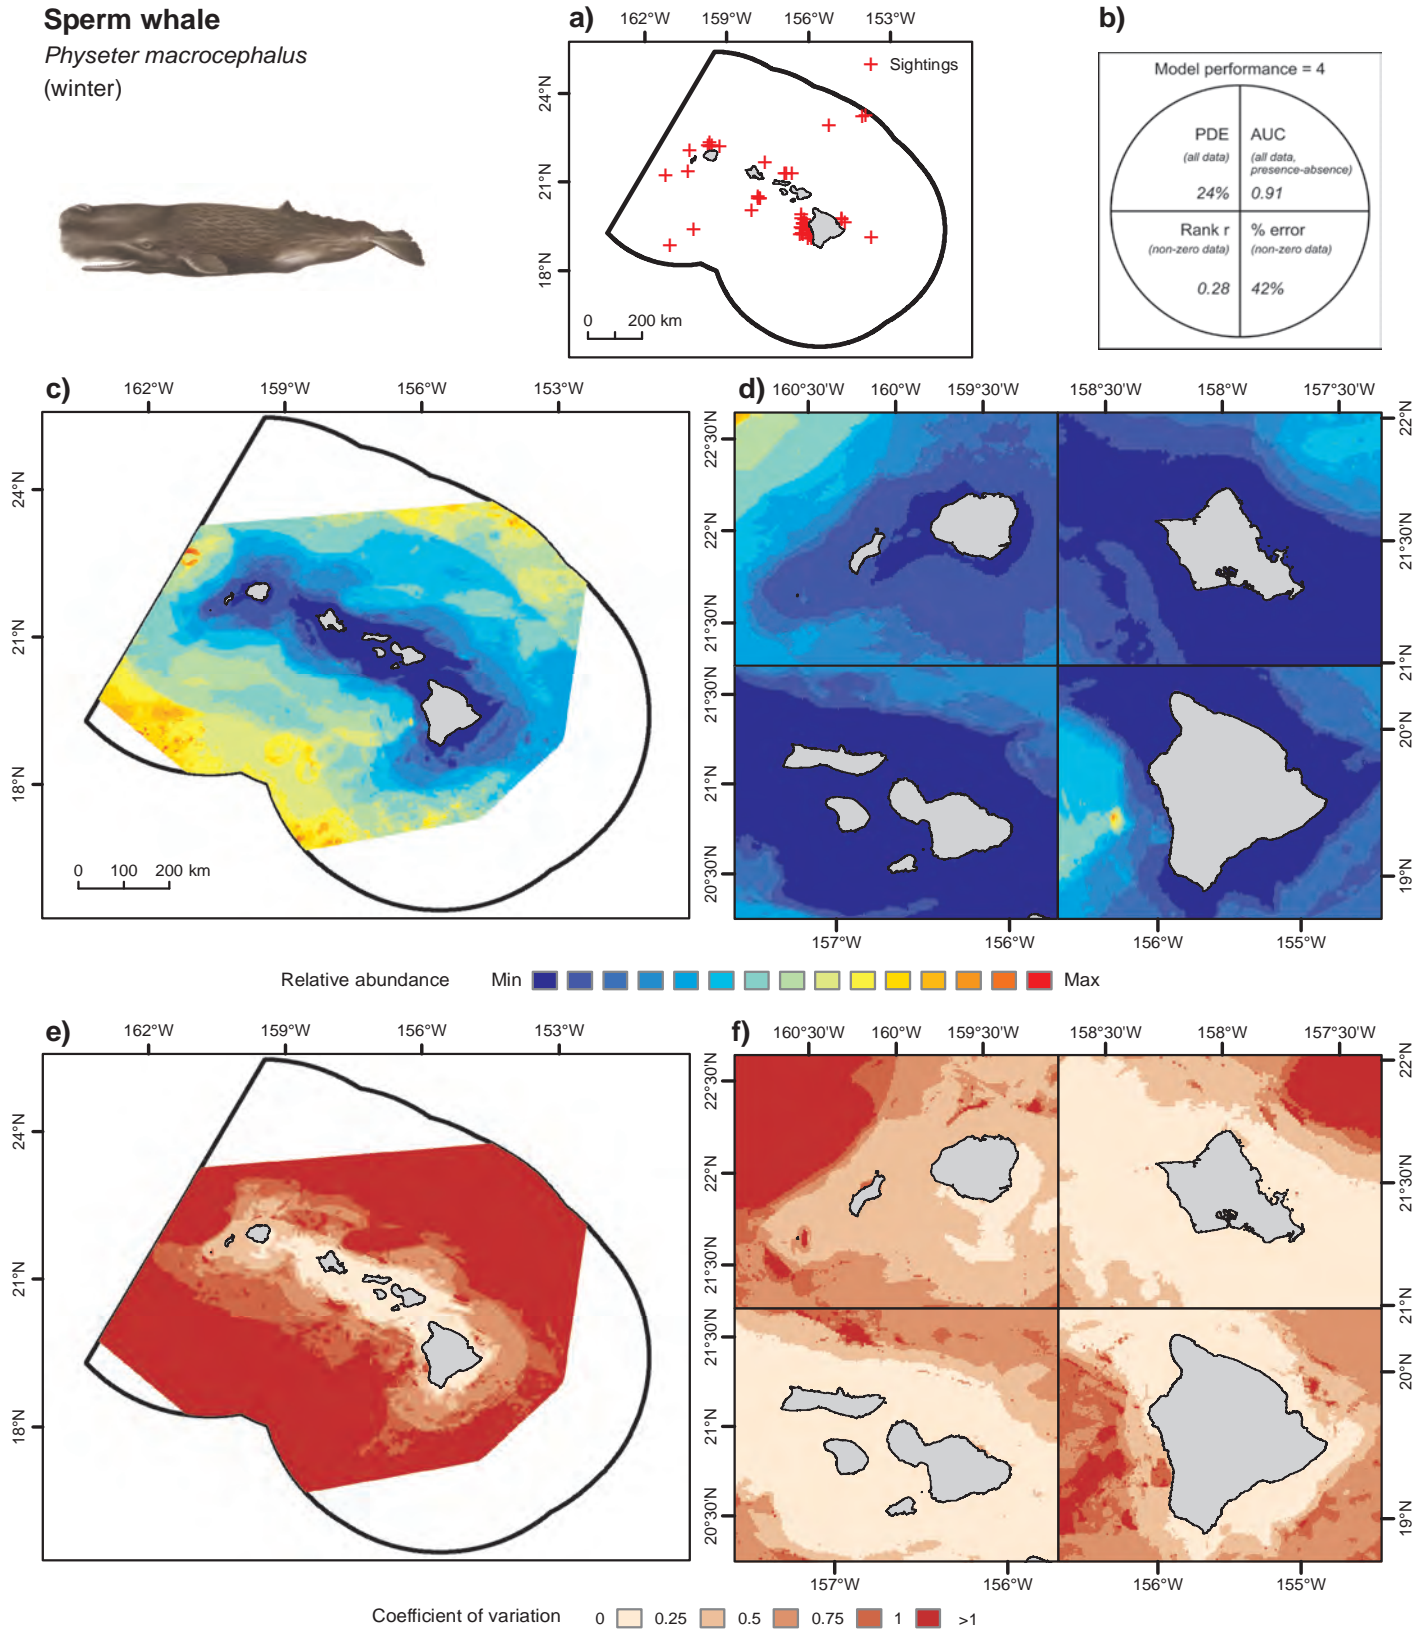 Sperm whale
Physeter macrocephalus
(winter)
a)
162°W 159°W 156°W 153°W
24°N
21°N
18°N
Sightings
0 200 km
b)
Model performance = 4
PDE
(all data)
24%
AUC
(all data,
presence-absence)
0.91
Rank r
(non-zero data)
0.28
% error
(non-zero data)
42%
c)
162°W 159°W 156°W 153°W
24°N
21°N
18°N
0 100 200 km
d)
160°30'W 160°W 159°30'W 158°30'W 158°W 157°30'W
22°30'N
22°N
21°30'N
22°N
21°30'N
21°N
21°30'N
21°N
20°30'N
20°N
19°N
157°W 156°W 156°W 155°W
Relative abundance Min Max
e)
162°W 159°W 156°W 153°W
24°N
21°N
18°N
f)
160°30'W 160°W 159°30'W 158°30'W 158°W 157°30'W
22°30'N
22°N
21°30'N
22°N
21°30'N
21°N
21°30'N
21°N
20°30'N
20°N
19°N
157°W 156°W 156°W 155°W
Coefficient of variation 0 0.25 0.5 0.75 1 >1